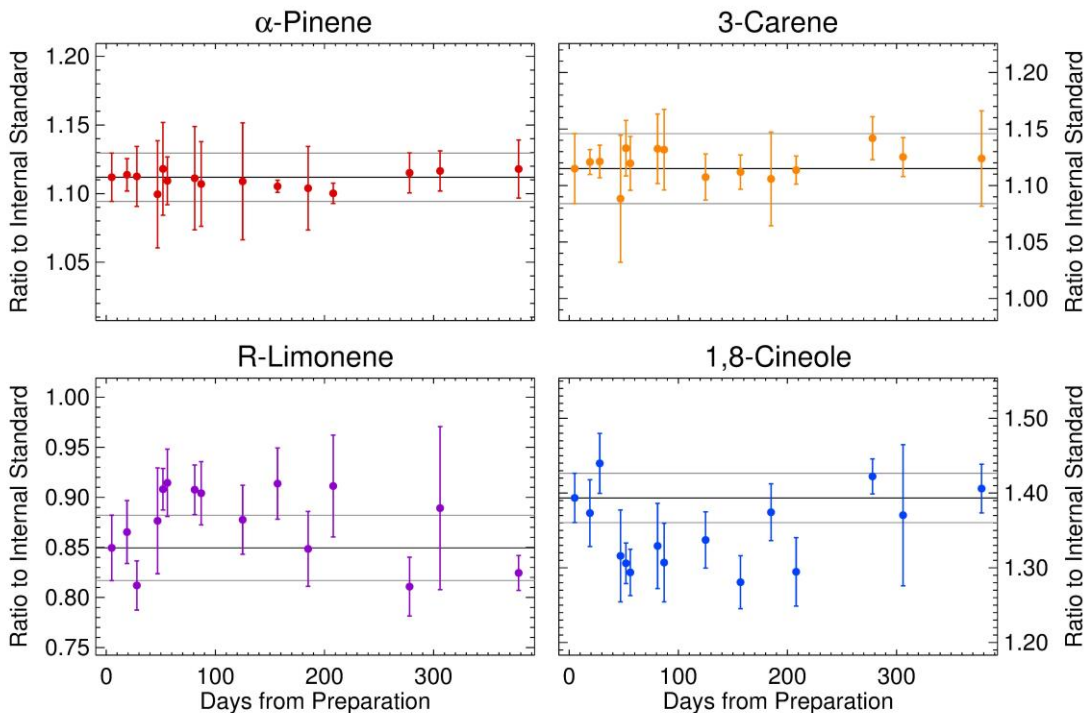 α-Pinene
3-Carene
Ratio to Internal Standard
1.20
1.15
1.10
1.05
1.20
1.15
1.10
1.05
1.00
Ratio to Internal Standard
R-Limonene
1,8-Cineole
Ratio to Internal Standard
1.00
0.95
0.90
0.85
0.80
0.75
1.50
1.40
1.30
1.20
Ratio to Internal Standard
0 100 200 300
0 100 200 300
Days from Preparation
Days from Preparation